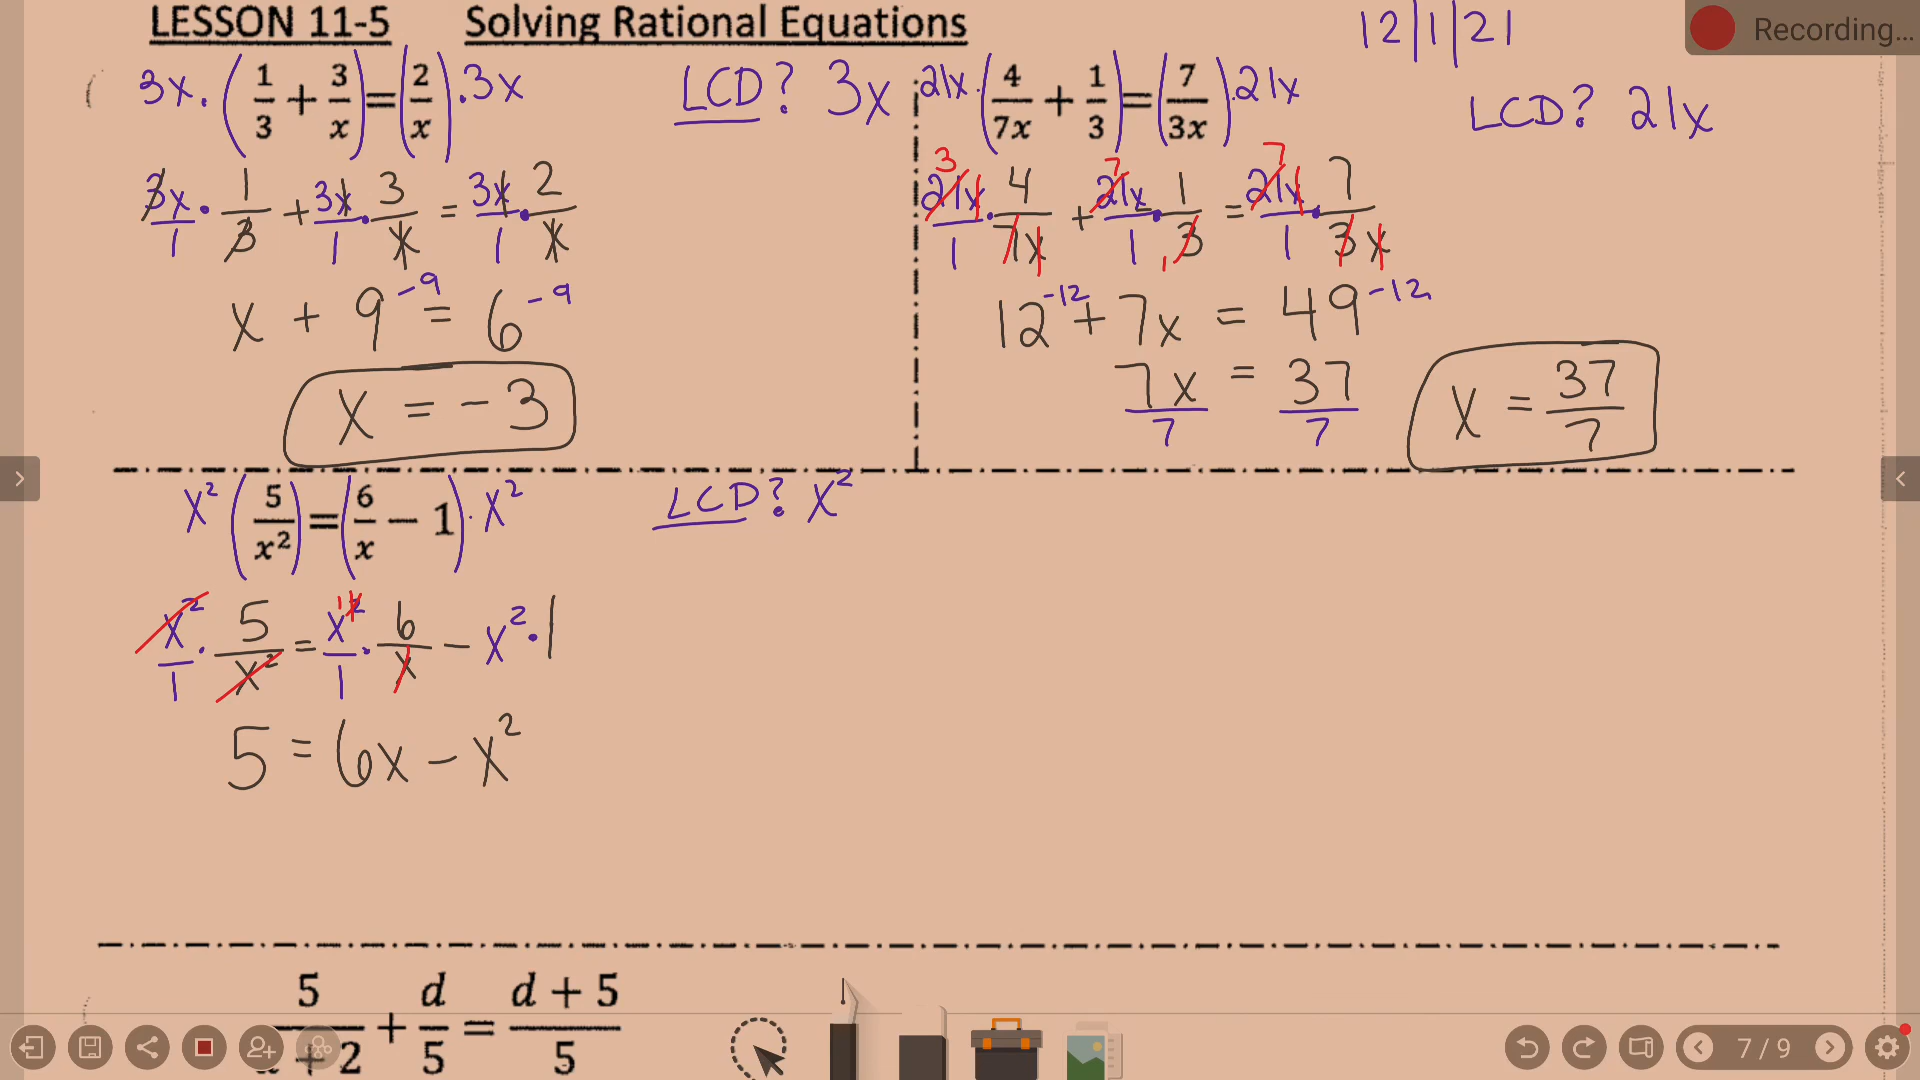 LESSON 11-5 Solving Rational Equations
12|1|21
Recording...
3x · (1/3 + 3/x) = (2/x) · 3x
LCD? 3x
3x/1 · 1/3 + 3x/1 · 3/x = 3x/1 · 2/x
x + 9 -9 = 6 -9
x = -3
21x · (4/7x + 1/3) = (7/3x) · 21x
LCD? 21x
3 7 7
21x/1 · 4/7x + 21x/1 · 1/3 = 21x/1 · 7/3x
1
12 -12 + 7x = 49 -12
7x/7 = 37/7
x = 37/7
x² (5/x²) = (6/x - 1) · x²
LCD? x²
x²/1 · 5/x² = x²/1 · 6/x - x² · 1
5 = 6x - x²
5/+ 2 + d/5 = d + 5/5
7 / 9